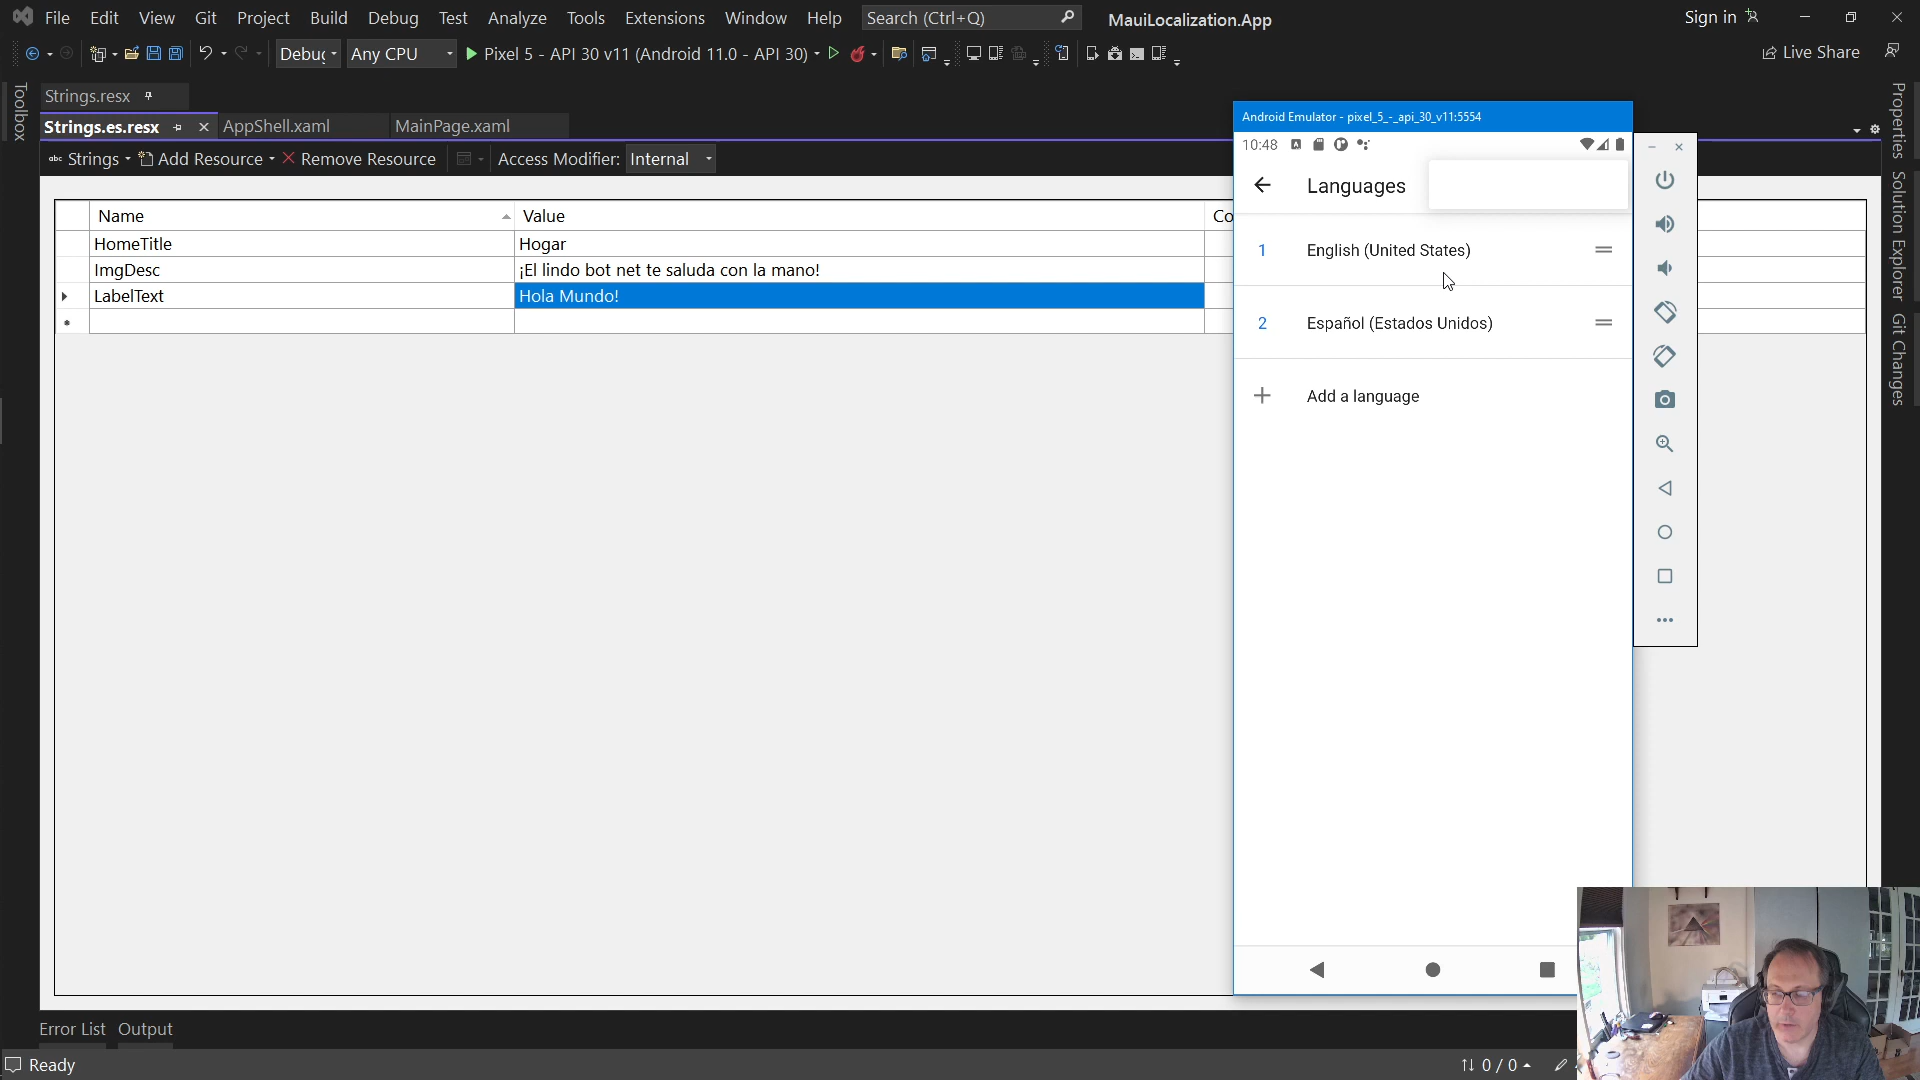 File Edit View Git Project Build Debug Test Analyze Tools Extensions Window Help Search (Ctrl+Q) MauiLocalization.App Sign in
Any CPU Pixel 5 - API 30 v11 (Android 11.0 - API 30) Live Share
Toolbox
Strings.resx
Strings.es.resx AppShell.xaml MainPage.xaml
Strings Add Resource Remove Resource Access Modifier: Internal
Name Value Co
HomeTitle Hogar
ImgDesc ¡El lindo bot net te saluda con la mano!
LabelText Hola Mundo!
Android Emulator - pixel_5_-_api_30_v11:5554
10:48
Languages
1 English (United States)
2 Español (Estados Unidos)
Add a language
Properties
Solution Explorer
Git Changes
Error List Output
Ready 0 / 0